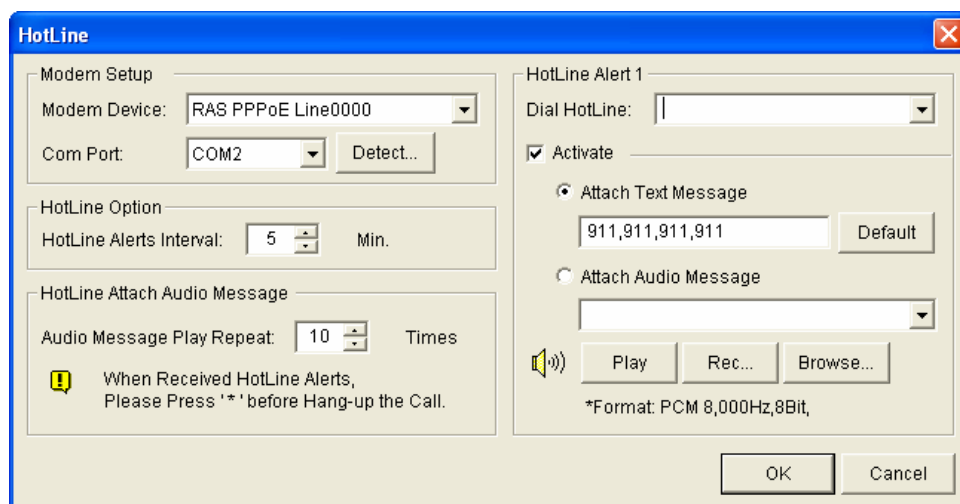 HotLine
Modem Setup
Modem Device: RAS PPPoE Line0000
Com Port: COM2 Detect...
HotLine Option
HotLine Alerts Interval: 5 Min.
HotLine Attach Audio Message
Audio Message Play Repeat: 10 Times
When Received HotLine Alerts,
Please Press '*' before Hang-up the Call.
HotLine Alert 1
Dial HotLine:
Activate
Attach Text Message
911,911,911,911 Default
Attach Audio Message
Play Rec... Browse...
*Format: PCM 8,000Hz,8Bit,
OK Cancel